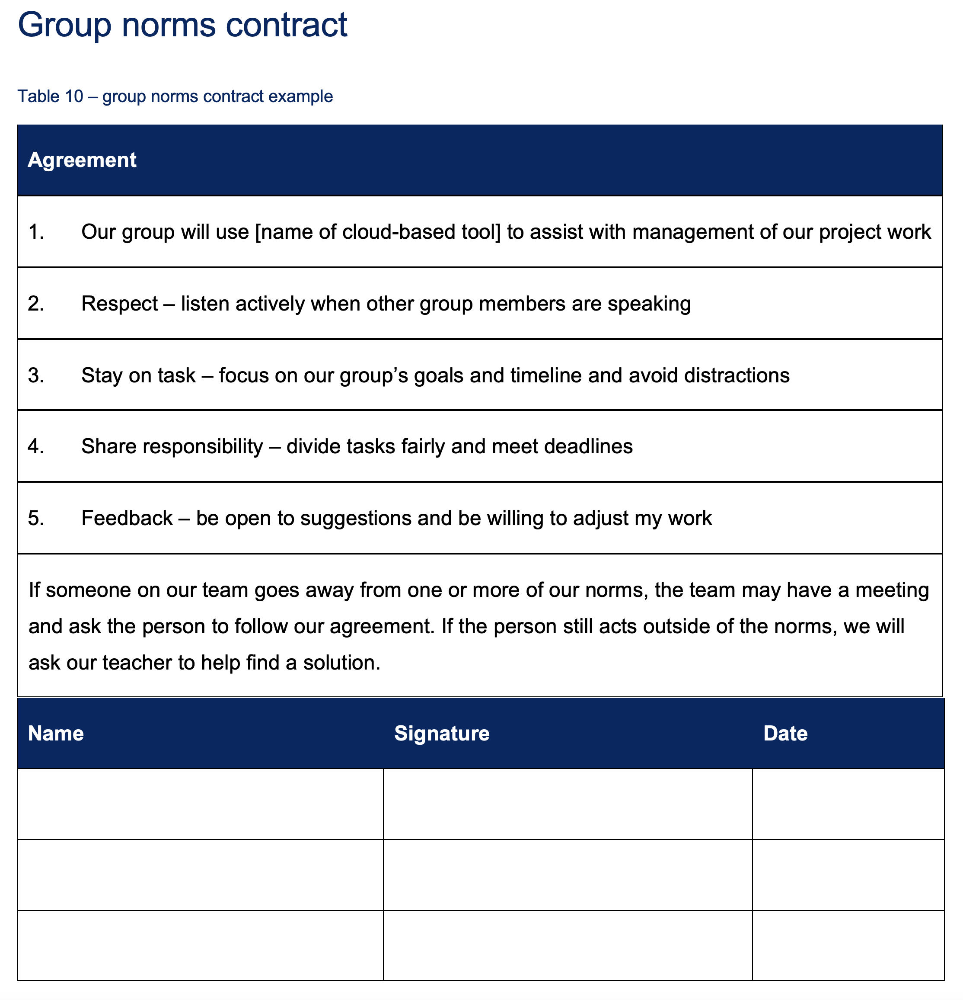 Group norms contract
Table 10 – group norms contract example
Agreement
1. Our group will use [name of cloud-based tool] to assist with management of our project work
2. Respect – listen actively when other group members are speaking
3. Stay on task – focus on our group’s goals and timeline and avoid distractions
4. Share responsibility – divide tasks fairly and meet deadlines
5. Feedback – be open to suggestions and be willing to adjust my work
If someone on our team goes away from one or more of our norms, the team may have a meeting
and ask the person to follow our agreement. If the person still acts outside of the norms, we will
ask our teacher to help find a solution.
Name Signature Date